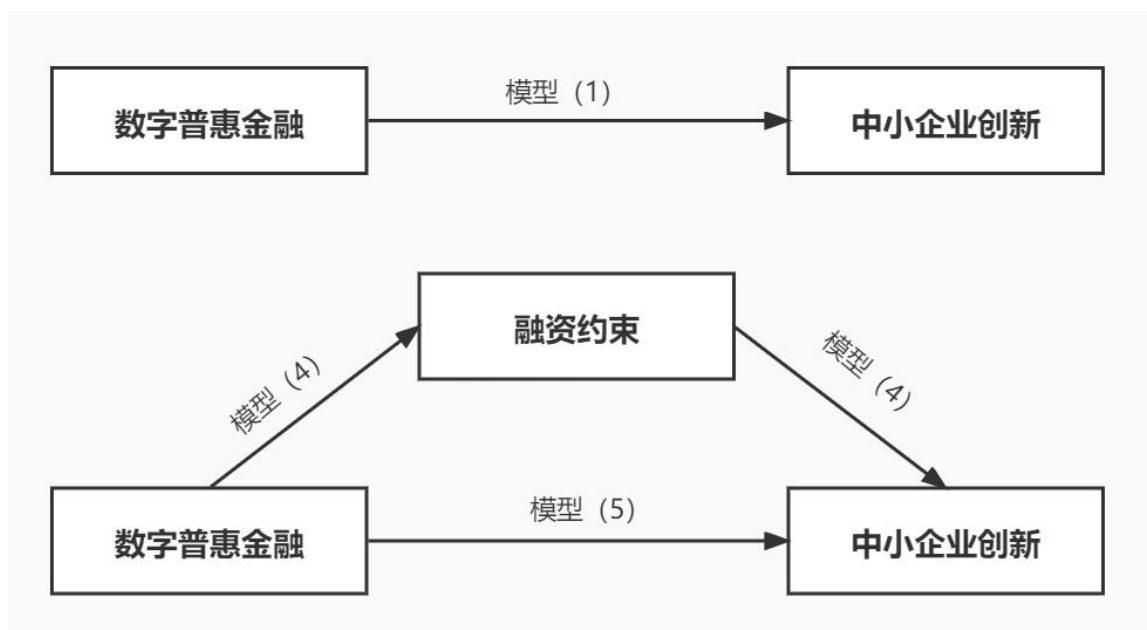 模型（1）
数字普惠金融
中小企业创新
融资约束
模型（4）
模型（4）
模型（5）
数字普惠金融
中小企业创新